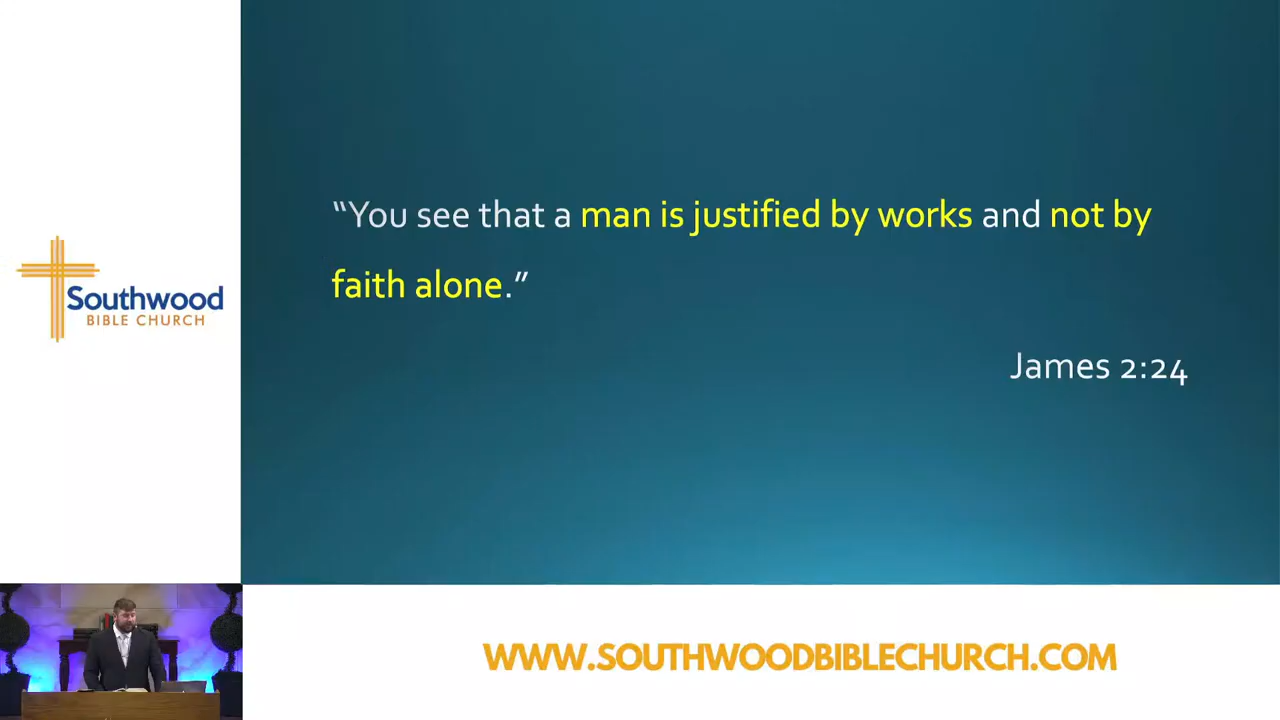 “You see that a man is justified by works and not by
faith alone.”
James 2:24
Southwood
BIBLE CHURCH
WWW.SOUTHWOODBIBLECHURCH.COM